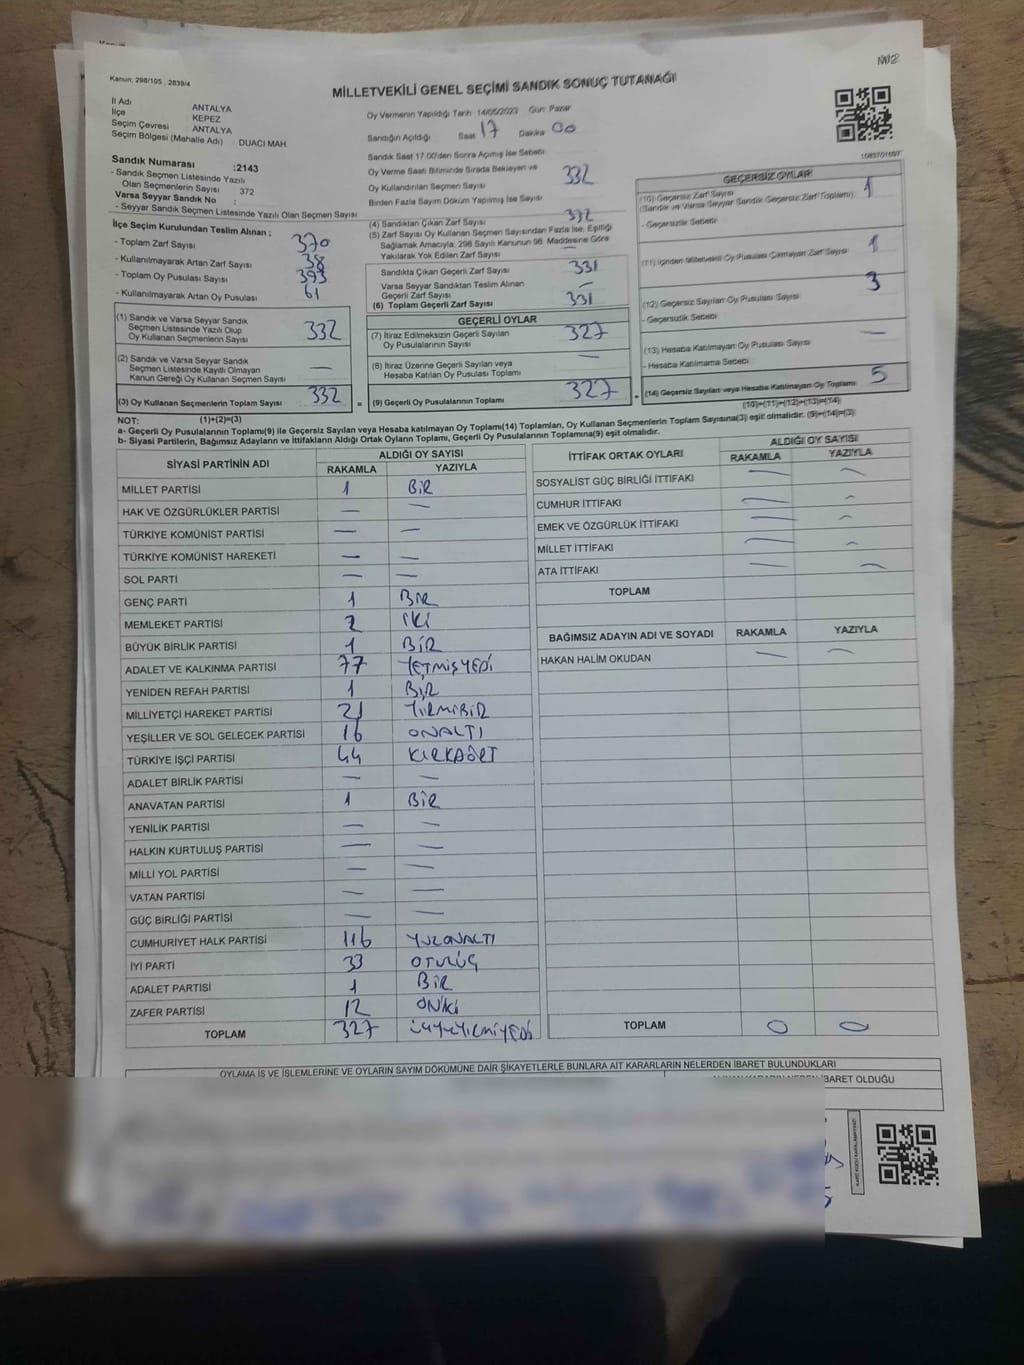 Kanun: 298/105 , 2839/4
MİLLETVEKİLİ GENEL SEÇİMİ SANDIK SONUÇ TUTANAĞI
İl Adı ANTALYA
İlçe KEPEZ
Seçim Çevresi ANTALYA
Seçim Bölgesi (Mahalle Adı) DUACI MAH
Sandık Numarası :2143
- Sandık Seçmen Listesinde Yazılı
Olan Seçmenlerin Sayısı 372
Varsa Seyyar Sandık No :
- Seyyar Sandık Seçmen Listesinde Yazılı Olan Seçmen Sayısı
İlçe Seçim Kurulundan Teslim Alınan ;
- Toplam Zarf Sayısı 370
- Kullanılmayarak Artan Zarf Sayısı 38
- Toplam Oy Pusulası Sayısı 393
- Kullanılmayarak Artan Oy Pusulası 61
(1) Sandık ve Varsa Seyyar Sandık
Seçmen Listesinde Yazılı Olup
Oy Kullanan Seçmenlerin Sayısı 332
(2) Sandık ve Varsa Seyyar Sandık
Seçmen Listesinde Kayıtlı Olmayan
Kanun Gereği Oy Kullanan Seçmen Sayısı —
(3) Oy Kullanan Seçmenlerin Toplam Sayısı 332
Oy Vermenin Yapıldığı Tarih 14/05/2023 Gün: Pazar
Sandığın Açıldığı Saat 17 Dakika 00
Sandık Saat 17:00'den Sonra Açımış İse Sebebi:
Oy Verme Saati Bitiminde Sırada Bekleyen ve
Oy Kullandırılan Seçmen Sayısı 332
Birden Fazla Sayım Döküm Yapılmış İse Sayısı
(4) Sandıktan Çıkan Zarf Sayısı 332
(5) Zarf Sayısı Oy Kullanan Seçmen Sayısından Fazla İse, Eşitliği
Sağlamak Amacıyla, 298 Sayılı Kanunun 98. Maddesine Göre
Yakılarak Yok Edilen Zarf Sayısı —
Sandıkta Çıkan Geçerli Zarf Sayısı 331
Varsa Seyyar Sandıktan Teslim Alınan
Geçerli Zarf Sayısı —
(6) Toplam Geçerli Zarf Sayısı 331
GEÇERLİ OYLAR
(7) İtiraz Edilmeksizin Geçerli Sayılan
Oy Pusulalarının Sayısı 327
(8) İtiraz Üzerine Geçerli Sayılan veya
Hesaba Katılan Oy Pusulası Toplamı —
= (9) Geçerli Oy Pusulalarının Toplamı 327 +
GEÇERSİZ OYLAR
(10) Geçersiz Zarf Sayısı 1
(Sandık ve Varsa Seyyar Sandık Geçersiz Zarf Toplamı);
- Geçersizlik Sebebi
(11) İçinden Milletvekili Oy Pusulası Çıkmayan Zarf Sayısı 1
(12) Geçersiz Sayılan Oy Pusulası Sayısı 3
- Geçersizlik Sebebi
(13) Hesaba Katılmayan Oy Pusulası Sayısı —
- Hesaba Katılmama Sebebi
(14) Geçersiz Sayılan veya Hesaba Katılmayan Oy Toplamı 5
(10)+(11)+(12)+(13)=(14)
NOT: (1)+(2)=(3)
a- Geçerli Oy Pusulalarının Toplamı(9) ile Geçersiz Sayılan veya Hesaba katılmayan Oy Toplamı(14) Toplamları, Oy Kullanan Seçmenlerin Toplam Sayısına(3) eşit olmalıdır. (9)+(14)=(3)
b- Siyasi Partilerin, Bağımsız Adayların ve İttifakların Aldığı Ortak Oyların Toplamı, Geçerli Oy Pusulalarının Toplamına(9) eşit olmalıdır.
SİYASİ PARTİNİN ADI ALDIĞI OY SAYISI
RAKAMLA YAZIYLA
MİLLET PARTİSİ 1 BİR
HAK VE ÖZGÜRLÜKLER PARTİSİ — —
TÜRKİYE KOMÜNİST PARTİSİ — —
TÜRKİYE KOMÜNİST HAREKETİ — —
SOL PARTİ — —
GENÇ PARTİ 1 BİR
MEMLEKET PARTİSİ 2 İKİ
BÜYÜK BİRLİK PARTİSİ 1 BİR
ADALET VE KALKINMA PARTİSİ 77 YETMİŞYEDİ
YENİDEN REFAH PARTİSİ 1 BİR
MİLLİYETÇİ HAREKET PARTİSİ 21 YİRMİBİR
YEŞİLLER VE SOL GELECEK PARTİSİ 16 ONALTI
TÜRKİYE İŞÇİ PARTİSİ 44 KIRKDÖRT
ADALET BİRLİK PARTİSİ — —
ANAVATAN PARTİSİ 1 BİR
YENİLİK PARTİSİ — —
HALKIN KURTULUŞ PARTİSİ — —
MİLLİ YOL PARTİSİ — —
VATAN PARTİSİ — —
GÜÇ BİRLİĞİ PARTİSİ — —
CUMHURİYET HALK PARTİSİ 116 YUZONALTI
İYİ PARTİ 33 OTUZÜÇ
ADALET PARTİSİ 1 BİR
ZAFER PARTİSİ 12 ONİKİ
TOPLAM 327
İTTİFAK ORTAK OYLARI ALDIĞI OY SAYISI
RAKAMLA YAZIYLA
SOSYALİST GÜÇ BİRLİĞİ İTTİFAKI — —
CUMHUR İTTİFAKI — —
EMEK VE ÖZGÜRLÜK İTTİFAKI — —
MİLLET İTTİFAKI — —
ATA İTTİFAKI — —
TOPLAM
BAĞIMSIZ ADAYIN ADI VE SOYADI RAKAMLA YAZIYLA
HAKAN HALİM OKUDAN — —
TOPLAM 0 0
OYLAMA İŞ VE İŞLEMLERİNE VE OYLARIN SAYIM DÖKÜMÜNE DAİR ŞİKAYETLERLE BUNLARA AİT KARARLARIN NELERDEN İBARET BULUNDUKLARI
İBARET OLDUĞU